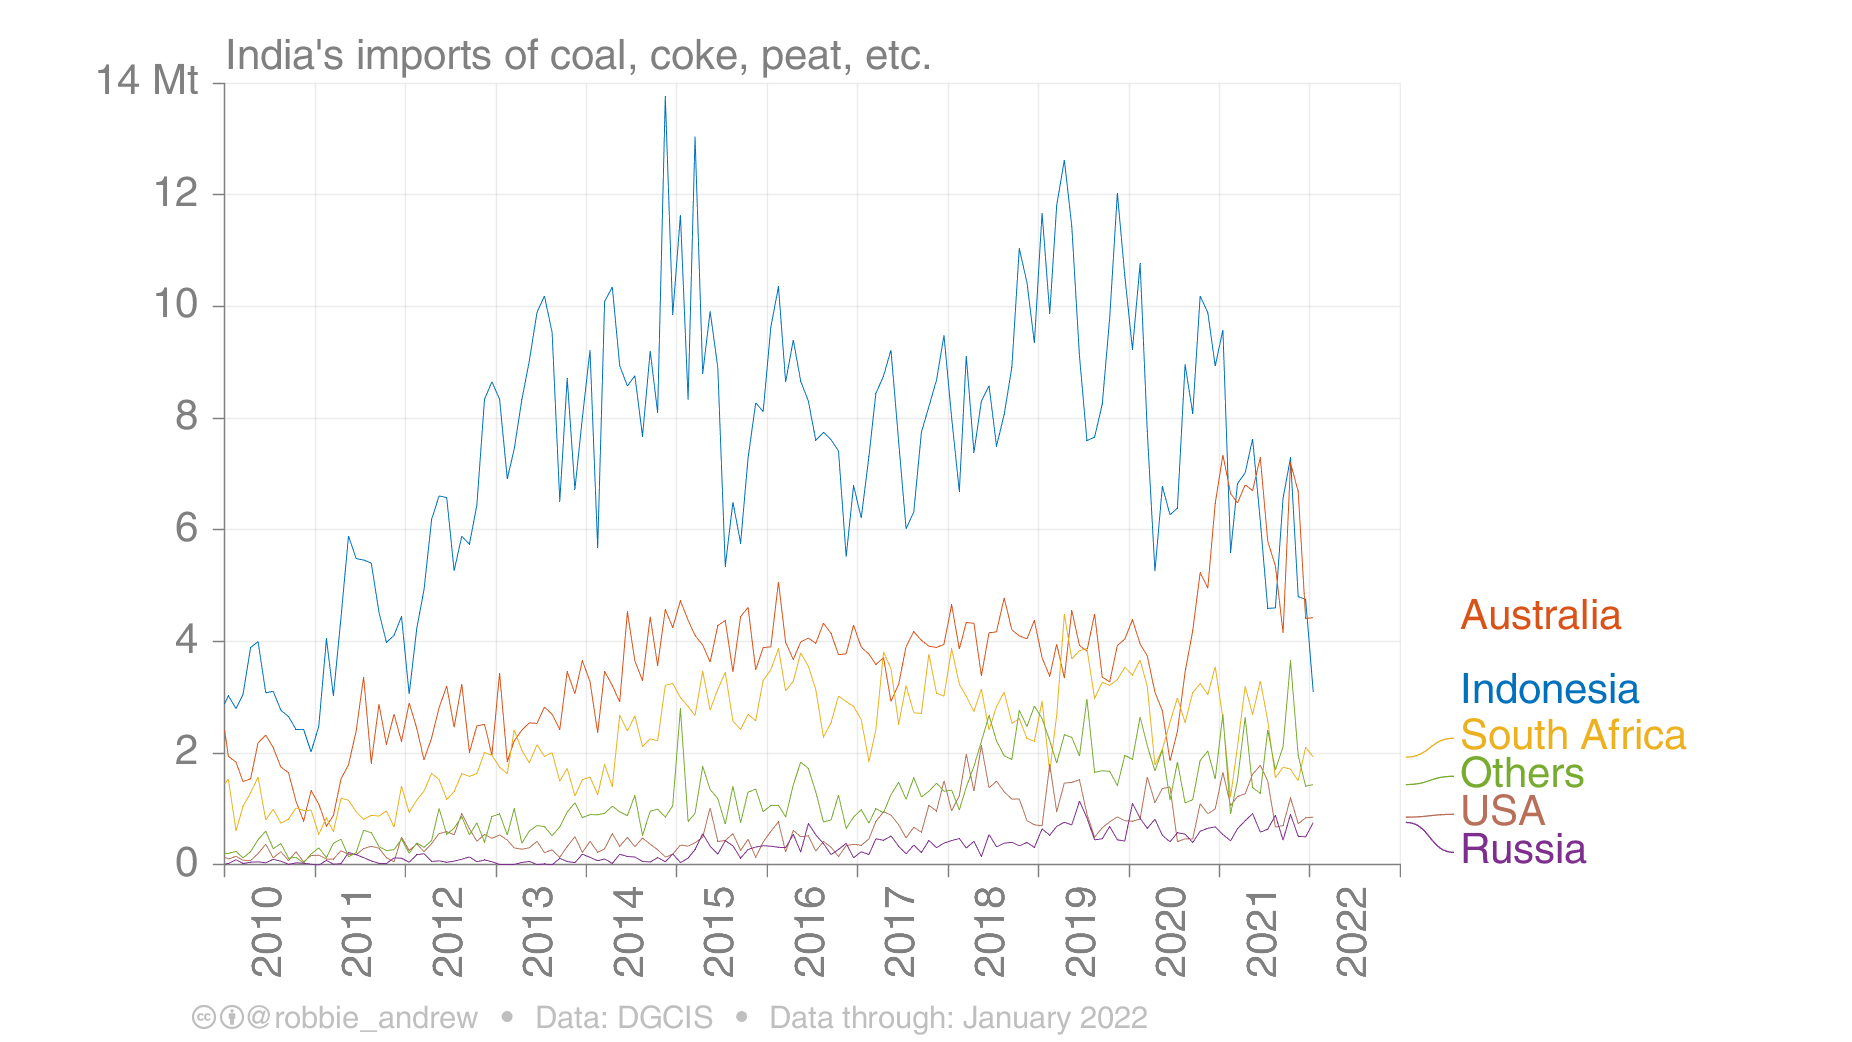 India's imports of coal, coke, peat, etc.
14 Mt
12
10
8
6
4
2
0
2010 2011 2012 2013 2014 2015 2016 2017 2018 2019 2020 2021 2022
Australia
Indonesia
South Africa
Others
USA
Russia
cc @robbie_andrew • Data: DGCIS • Data through: January 2022